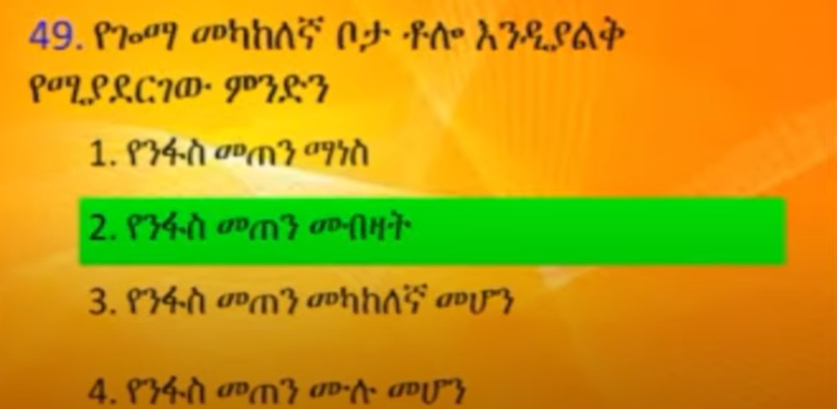 49. የጎማ መካከለኛ ቦታ ቶሎ እንዲያልቅ
የሚያደርገው ምንድን
1. የንፋስ መጠን ማነስ
2. የንፋስ መጠን መብዛት
3. የንፋስ መጠን መካከለኛ መሆን
4. የንፋስ መጠን ሙሉ መሆን